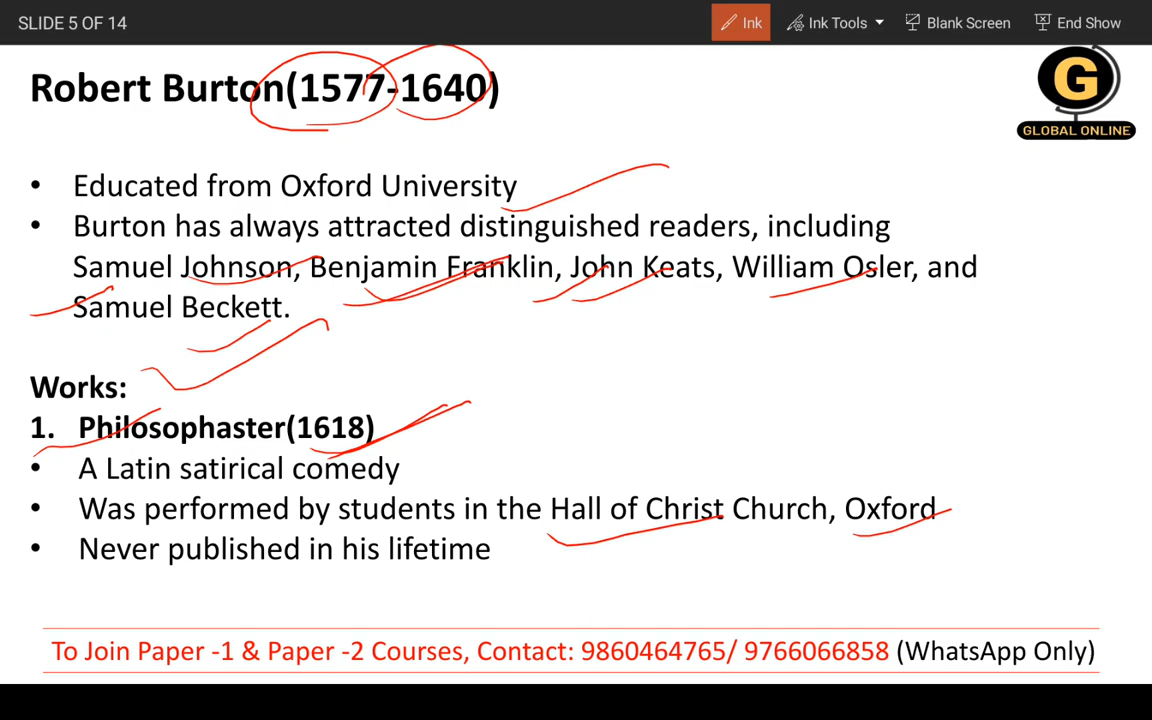 SLIDE 5 OF 14 Ink Ink Tools Blank Screen End Show
Robert Burton(1577-1640)
G
GLOBAL ONLINE
• Educated from Oxford University
• Burton has always attracted distinguished readers, including
Samuel Johnson, Benjamin Franklin, John Keats, William Osler, and
Samuel Beckett.
Works:
1. Philosophaster(1618)
• A Latin satirical comedy
• Was performed by students in the Hall of Christ Church, Oxford
• Never published in his lifetime
To Join Paper -1 & Paper -2 Courses, Contact: 9860464765/ 9766066858 (WhatsApp Only)